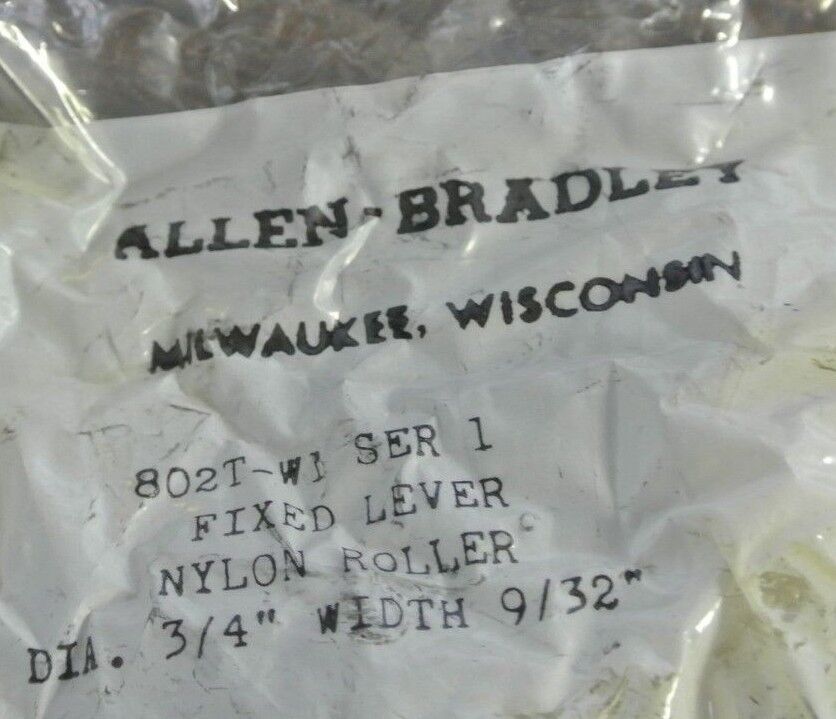 ALLEN-BRADLEY
MILWAUKEE, WISCONSIN
802T-W1 SER 1
FIXED LEVER
NYLON ROLLER
DIA. 3/4" WIDTH 9/32"